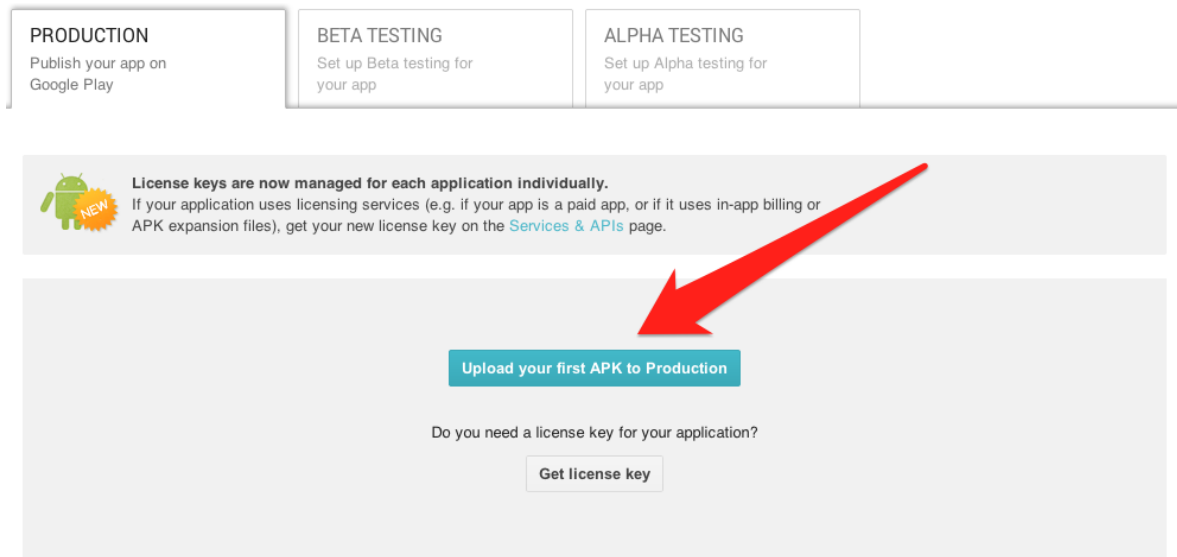 PRODUCTION
Publish your app on
Google Play
BETA TESTING
Set up Beta testing for
your app
ALPHA TESTING
Set up Alpha testing for
your app
NEW
License keys are now managed for each application individually.
If your application uses licensing services (e.g. if your app is a paid app, or if it uses in-app billing or
APK expansion files), get your new license key on the Services & APIs page.
Upload your first APK to Production
Do you need a license key for your application?
Get license key